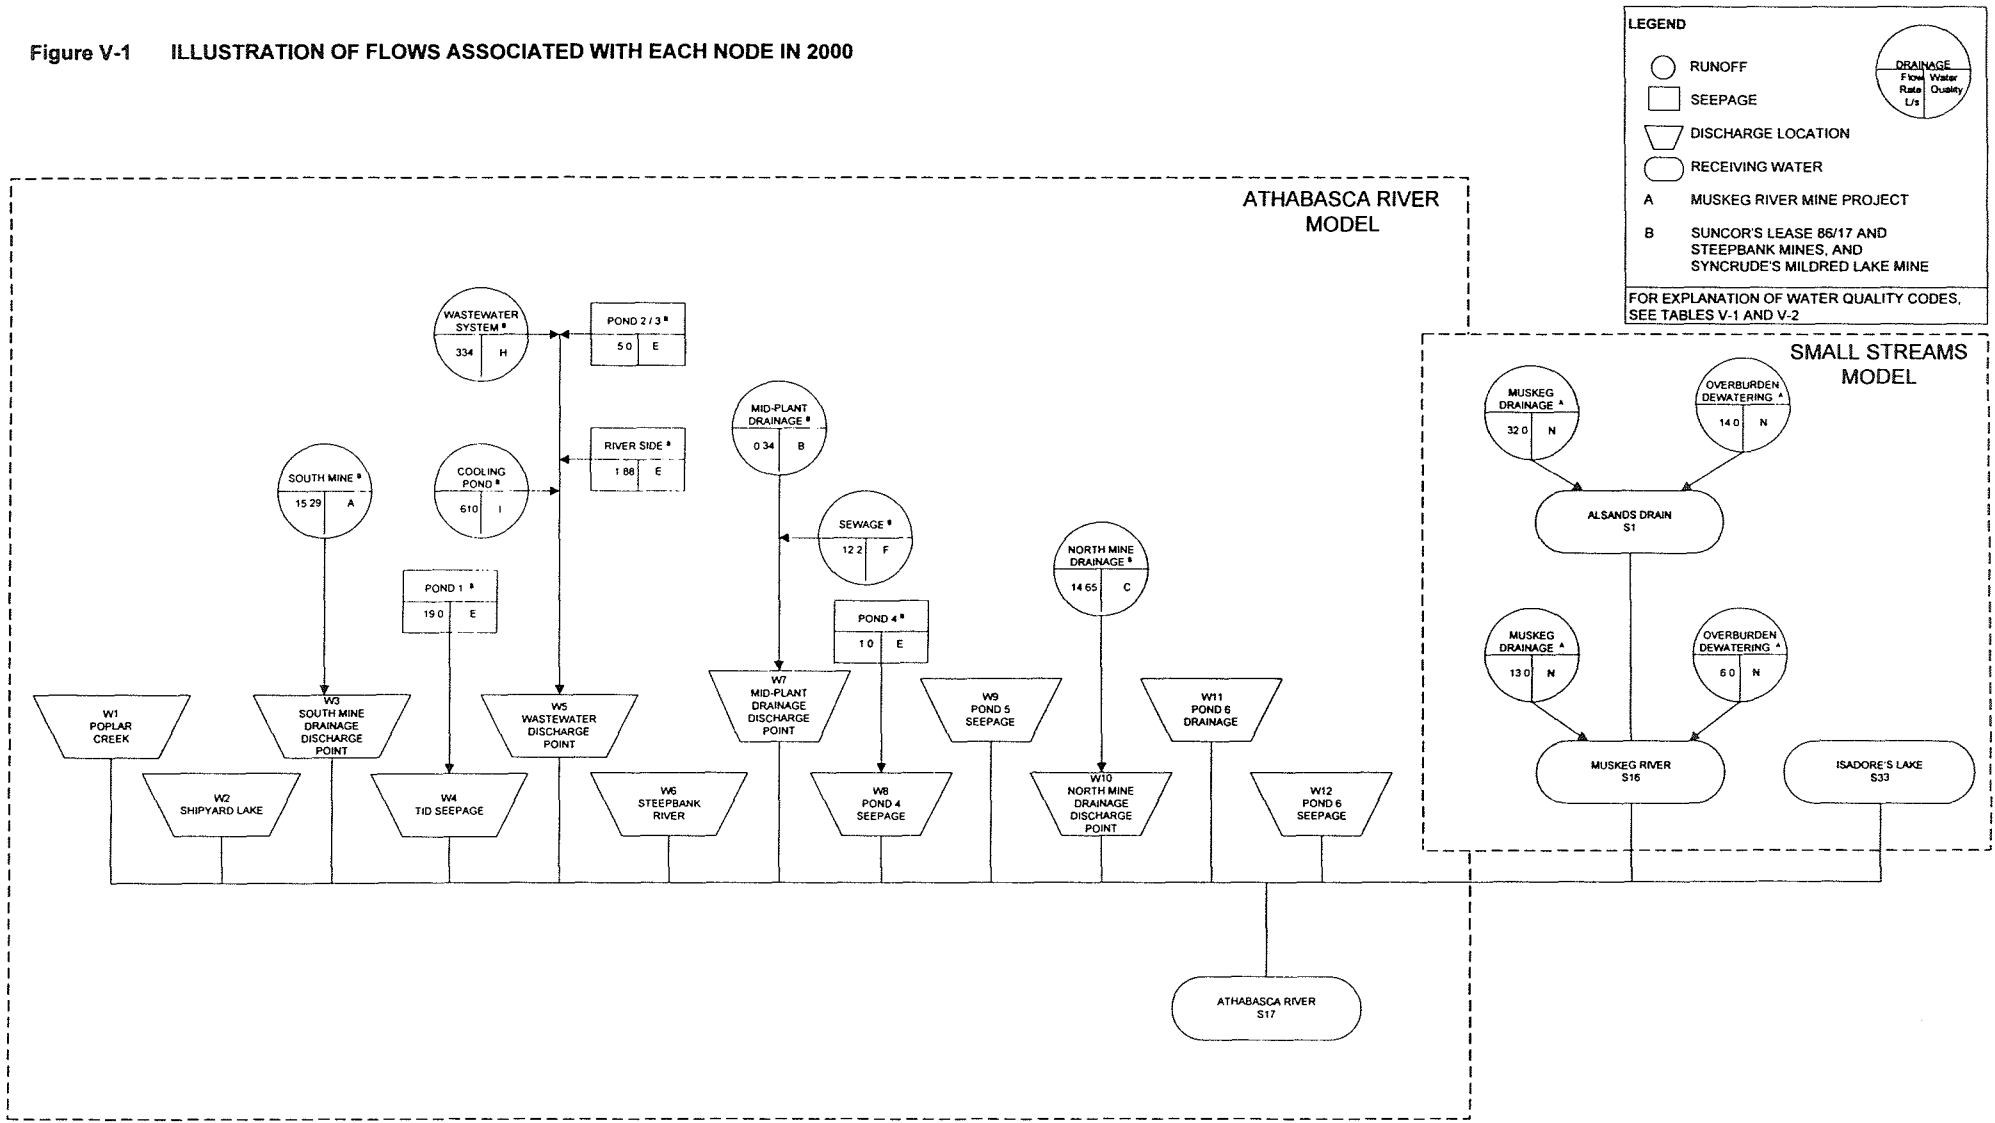 Figure V-1 ILLUSTRATION OF FLOWS ASSOCIATED WITH EACH NODE IN 2000
LEGEND
RUNOFF
SEEPAGE
DISCHARGE LOCATION
RECEIVING WATER
A MUSKEG RIVER MINE PROJECT
B SUNCOR'S LEASE 86/17 AND
STEEPBANK MINES, AND
SYNCRUDE'S MILDRED LAKE MINE
DRAINAGE
Flow Water
Rate Quality
L/s
FOR EXPLANATION OF WATER QUALITY CODES,
SEE TABLES V-1 AND V-2
ATHABASCA RIVER
MODEL
SMALL STREAMS
MODEL
WASTEWATER
SYSTEM B
334 H
POND 2 / 3 B
5 0 E
RIVER SIDE B
1 88 E
COOLING
POND B
610 I
SOUTH MINE B
15 29 A
POND 1 B
19 0 E
MID-PLANT
DRAINAGE B
0 34 B
SEWAGE B
12 2 F
POND 4 B
1 0 E
NORTH MINE
DRAINAGE B
14 65 C
MUSKEG
DRAINAGE A
32 0 N
OVERBURDEN
DEWATERING A
14 0 N
ALSANDS DRAIN
S1
MUSKEG
DRAINAGE A
13 0 N
OVERBURDEN
DEWATERING A
6 0 N
MUSKEG RIVER
S16
ISADORE'S LAKE
S33
W1
POPLAR
CREEK
W2
SHIPYARD LAKE
W3
SOUTH MINE
DRAINAGE
DISCHARGE
POINT
W4
TID SEEPAGE
W5
WASTEWATER
DISCHARGE
POINT
W6
STEEPBANK
RIVER
W7
MID-PLANT
DRAINAGE
DISCHARGE
POINT
W8
POND 4
SEEPAGE
W9
POND 5
SEEPAGE
W10
NORTH MINE
DRAINAGE
DISCHARGE
POINT
W11
POND 6
DRAINAGE
W12
POND 6
SEEPAGE
ATHABASCA RIVER
S17